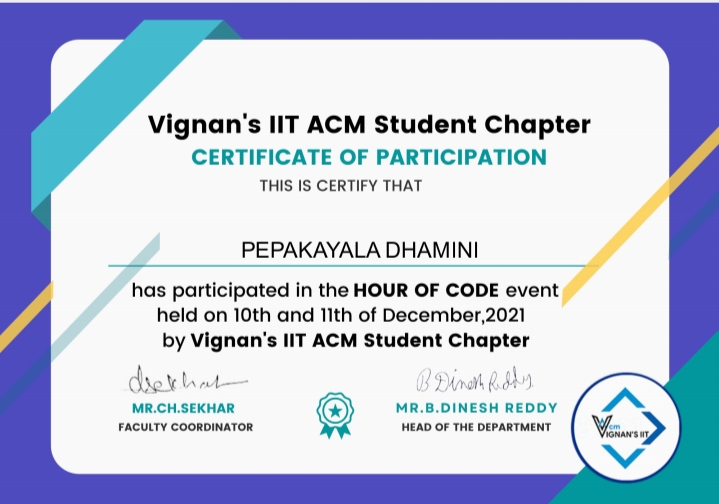 Vignan's IIT ACM Student Chapter
CERTIFICATE OF PARTICIPATION
THIS IS CERTIFY THAT
PEPAKAYALA DHAMINI
has participated in the HOUR OF CODE event
held on 10th and 11th of December,2021
by Vignan's IIT ACM Student Chapter
dsekhar
B Dinesh Reddy
MR.CH.SEKHAR
MR.B.DINESH REDDY
FACULTY COORDINATOR
HEAD OF THE DEPARTMENT
VIGNAN'S IIT